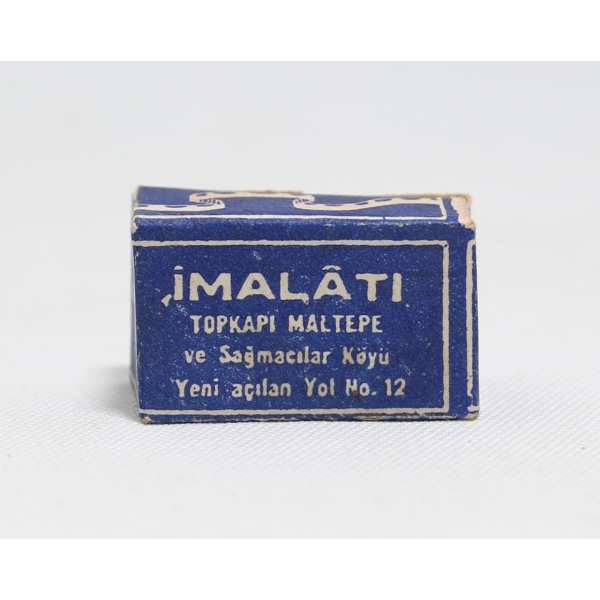 İMALÂTI
TOPKAPI MALTEPE
ve Sağmacılar Köyü
Yeni açılan Yol No. 12